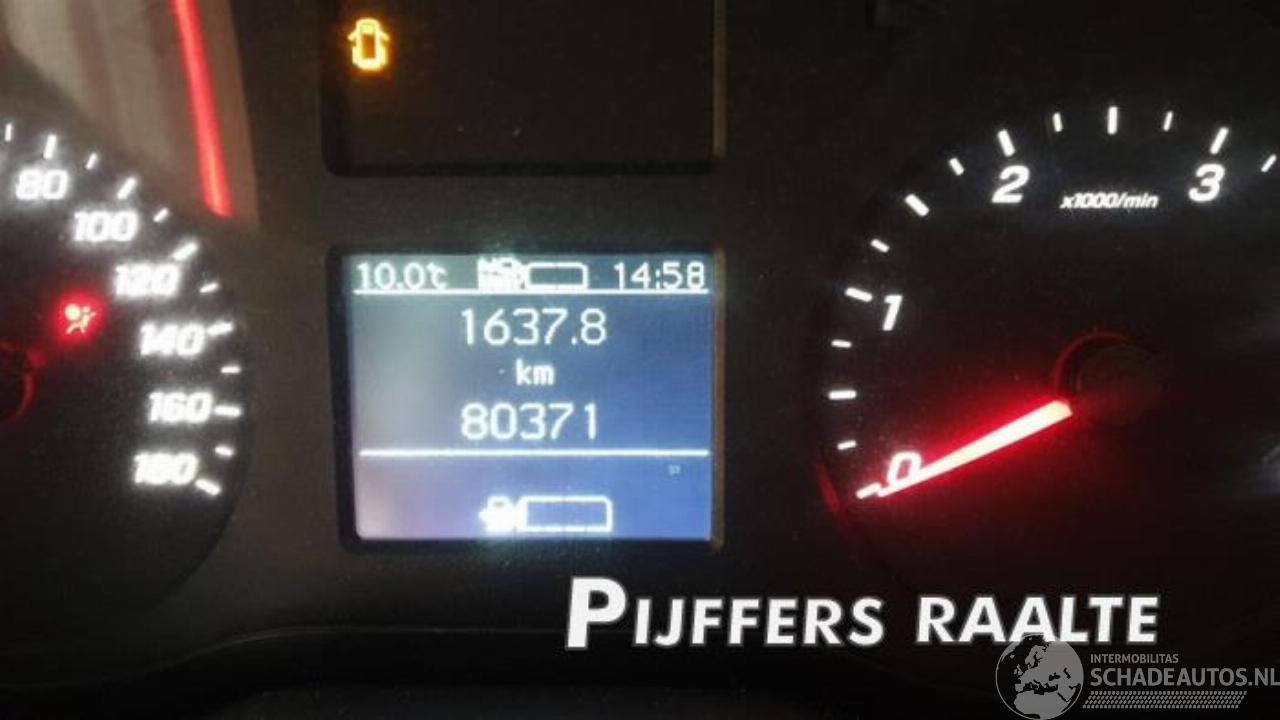 80
100
120
140
160
180
10.0°C 14:58
1637.8
km
80371
0
1
2
3
x1000/min
PIJFFERS RAALTE
INTERMOBILITAS
SCHADEAUTOS.NL